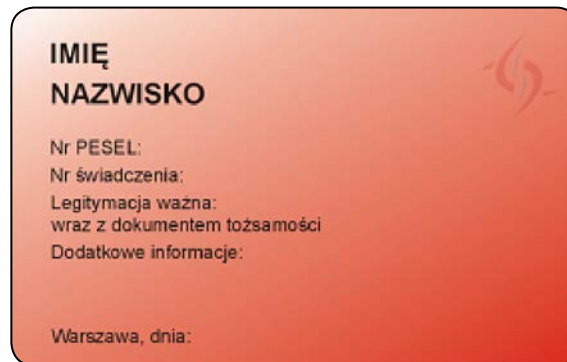 IMIĘ
NAZWISKO
Nr PESEL:
Nr świadczenia:
Legitymacja ważna:
wraz z dokumentem tożsamości
Dodatkowe informacje:
Warszawa, dnia: